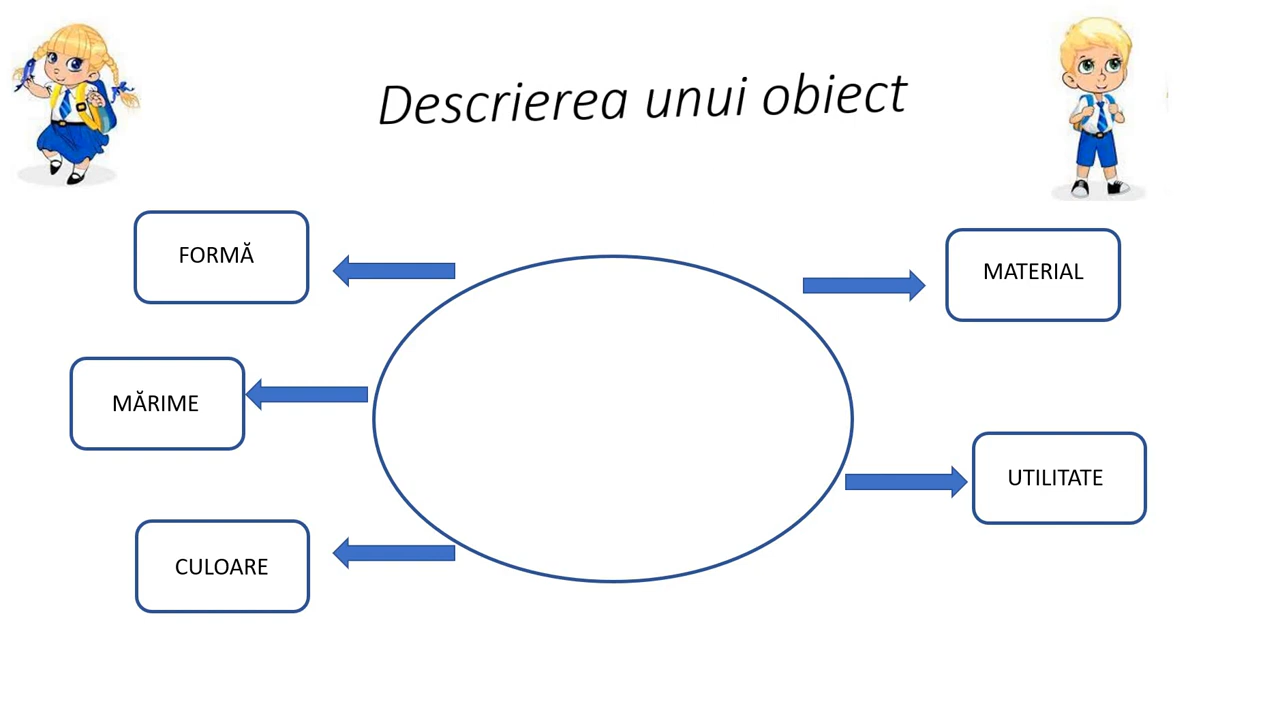 Descrierea unui obiect
FORMĂ
MATERIAL
MĂRIME
UTILITATE
CULOARE